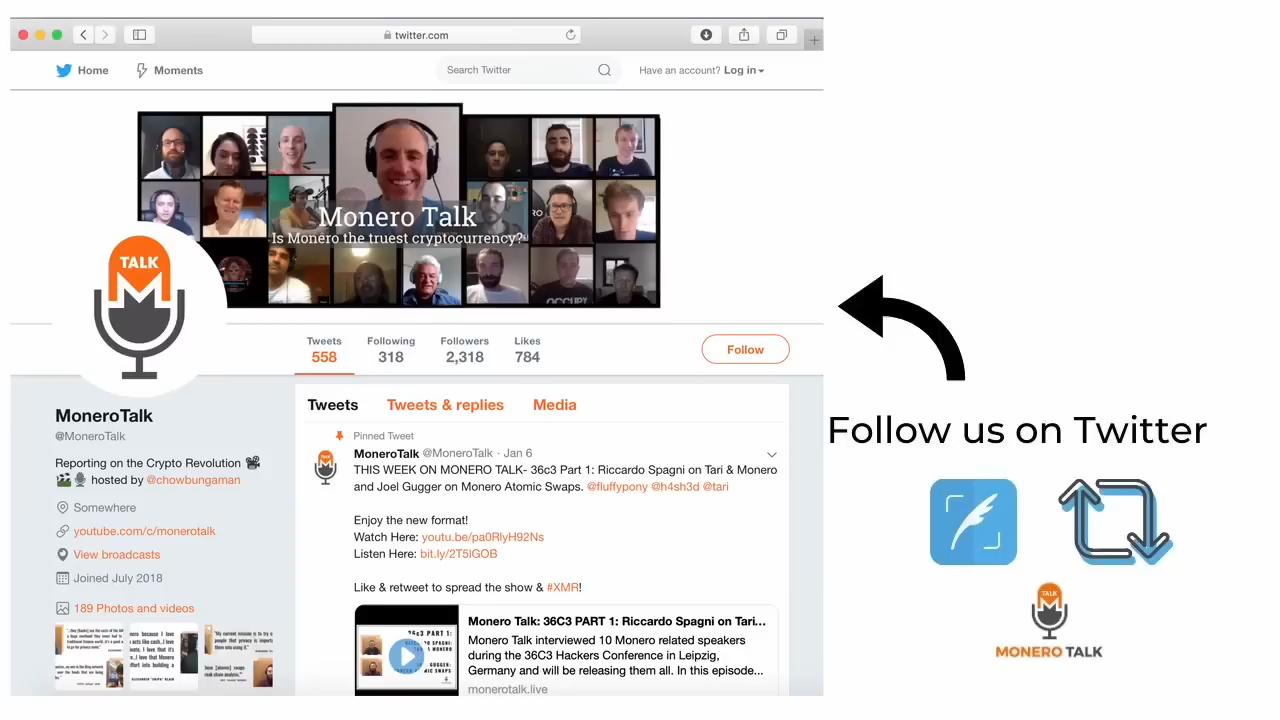 twitter.com
Home
Moments
Search Twitter
Have an account? Log in
Monero Talk
Is Monero the truest cryptocurrency?
OCCUPY
TALK
Tweets
Following
Followers
Likes
558
318
2,318
784
Follow
MoneroTalk
@MoneroTalk
Reporting on the Crypto Revolution
hosted by @chowbungaman
Somewhere
youtube.com/c/monerotalk
View broadcasts
Joined July 2018
189 Photos and videos
Tweets
Tweets & replies
Media
Pinned Tweet
MoneroTalk @MoneroTalk · Jan 6
THIS WEEK ON MONERO TALK- 36c3 Part 1: Riccardo Spagni on Tari & Monero
and Joel Gugger on Monero Atomic Swaps. @fluffypony @h4sh3d @tari
Enjoy the new format!
Watch Here: youtu.be/pa0RlyH92Ns
Listen Here: bit.ly/2T5lGOB
Like & retweet to spread the show & #XMR!
Monero Talk: 36C3 PART 1: Riccardo Spagni on Tari...
Monero Talk interviewed 10 Monero related speakers
during the 36C3 Hackers Conference in Leipzig,
Germany and will be releasing them all. In this episode...
monerotalk.live
Follow us on Twitter
TALK
MONERO TALK